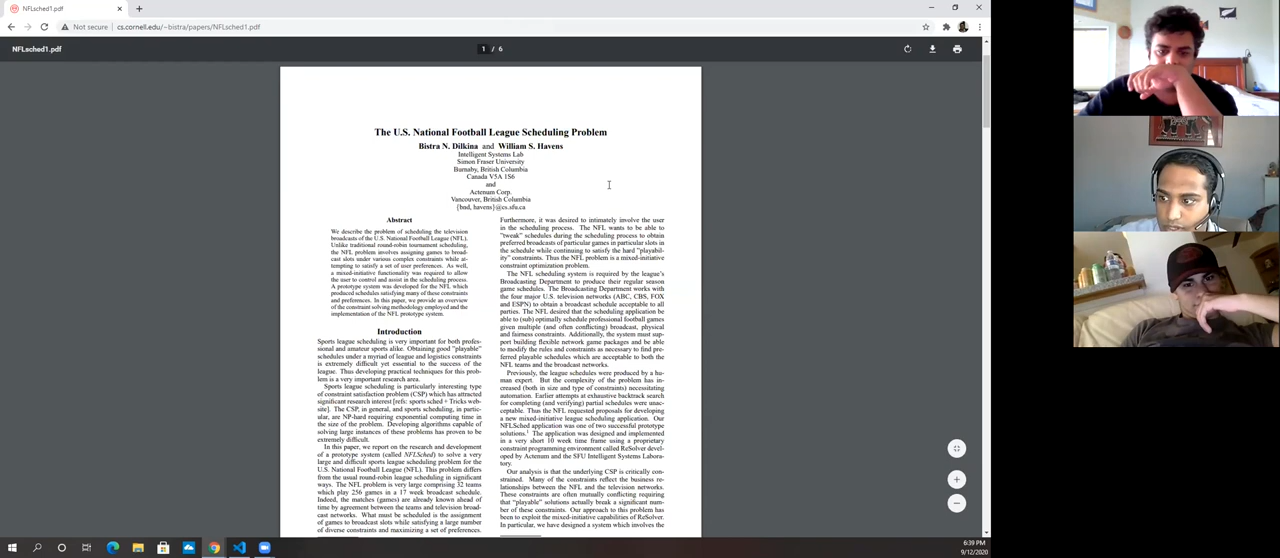 NFLsched1.pdf
Not secure | cs.cornell.edu/~bistra/papers/NFLsched1.pdf
NFLsched1.pdf
1 / 6
The U.S. National Football League Scheduling Problem
Bistra N. Dilkina and William S. Havens
Intelligent Systems Lab
Simon Fraser University
Burnaby, British Columbia
Canada V5A 1S6
and
Actenum Corp.
Vancouver, British Columbia
{bnd, havens}@cs.sfu.ca
Abstract
We describe the problem of scheduling the television
broadcasts of the U.S. National Football League (NFL).
Unlike traditional round-robin tournament scheduling,
the NFL problem involves assigning games to broad-
cast slots under various complex constraints while at-
tempting to satisfy a set of user preferences. As well,
a mixed-initiative functionality was required to allow
the user to control and assist in the scheduling process.
A prototype system was developed for the NFL which
produced schedules satisfying many of these constraints
and preferences. In this paper, we provide an overview
of the constraint solving methodology employed and the
implementation of the NFL prototype system.
Introduction
Sports league scheduling is very important for both profes-
sional and amateur sports alike. Obtaining good "playable"
schedules under a myriad of league and logistics constraints
is extremely difficult yet essential to the success of the
league. Thus developing practical techniques for this prob-
lem is a very important research area.
Sports league scheduling is particularly interesting type
of constraint satisfaction problem (CSP) which has attracted
significant research interest [refs: sports sched + Tricks web-
site]. The CSP, in general, and sports scheduling, in partic-
ular, are NP-hard requiring exponential computing time in
the size of the problem. Developing algorithms capable of
solving large instances of these problems has proven to be
extremely difficult.
In this paper, we report on the research and development
of a prototype system (called NFLSched) to solve a very
large and difficult sports league scheduling problem for the
U.S. National Football League (NFL). This problem differs
from the usual round-robin league scheduling in significant
ways. The NFL problem is very large comprising 32 teams
which play 256 games in a 17 week broadcast schedule.
Indeed, the matches (games) are already known ahead of
time by agreement between the teams and television broad-
cast networks. What must be scheduled is the assignment
of games to broadcast slots while satisfying a large number
of diverse constraints and maximizing a set of preferences.
Furthermore, it was desired to intimately involve the user
in the scheduling process. The NFL wants to be able to
"tweak" schedules during the scheduling process to obtain
preferred broadcasts of particular games in particular slots in
the schedule while continuing to satisfy the hard "playabil-
ity" constraints. Thus the NFL problem is a mixed-initiative
constraint optimization problem.
The NFL scheduling system is required by the league's
Broadcasting Department to produce their regular season
game schedules. The Broadcasting Department works with
the four major U.S. television networks (ABC, CBS, FOX
and ESPN) to obtain a broadcast schedule acceptable to all
parties. The NFL desired that the scheduling application be
able to (sub) optimally schedule professional football games
given multiple (and often conflicting) broadcast, physical
and fairness constraints. Additionally, the system must sup-
port building flexible network game packages and be able
to modify the rules and constraints as necessary to find pre-
ferred playable schedules which are acceptable to both the
NFL teams and the broadcast networks.
Previously, the league schedules were produced by a hu-
man expert. But the complexity of the problem has in-
creased (both in size and type of constraints) necessitating
automation. Earlier attempts at exhaustive backtrack search
for completing (and verifying) partial schedules were unac-
ceptable. Thus the NFL requested proposals for developing
a new mixed-initiative league scheduling application. Our
NFLSched application was one of two successful prototype
solutions.1 The application was designed and implemented
in a very short 10 week time frame using a proprietary
constraint programming environment called ReSolver devel-
oped by Actenum and the SFU Intelligent Systems Labora-
tory.
Our analysis is that the underlying CSP is critically con-
strained. Many of the constraints reflect the business re-
lationships between the NFL and the television networks.
These constraints are often mutually conflicting requiring
that "playable" solutions actually break a significant num-
ber of these constraints. Our approach to this problem has
been to exploit the mixed-initiative capabilities of ReSolver.
In particular, we have designed a system which involves the
6:39 PM
9/12/2020